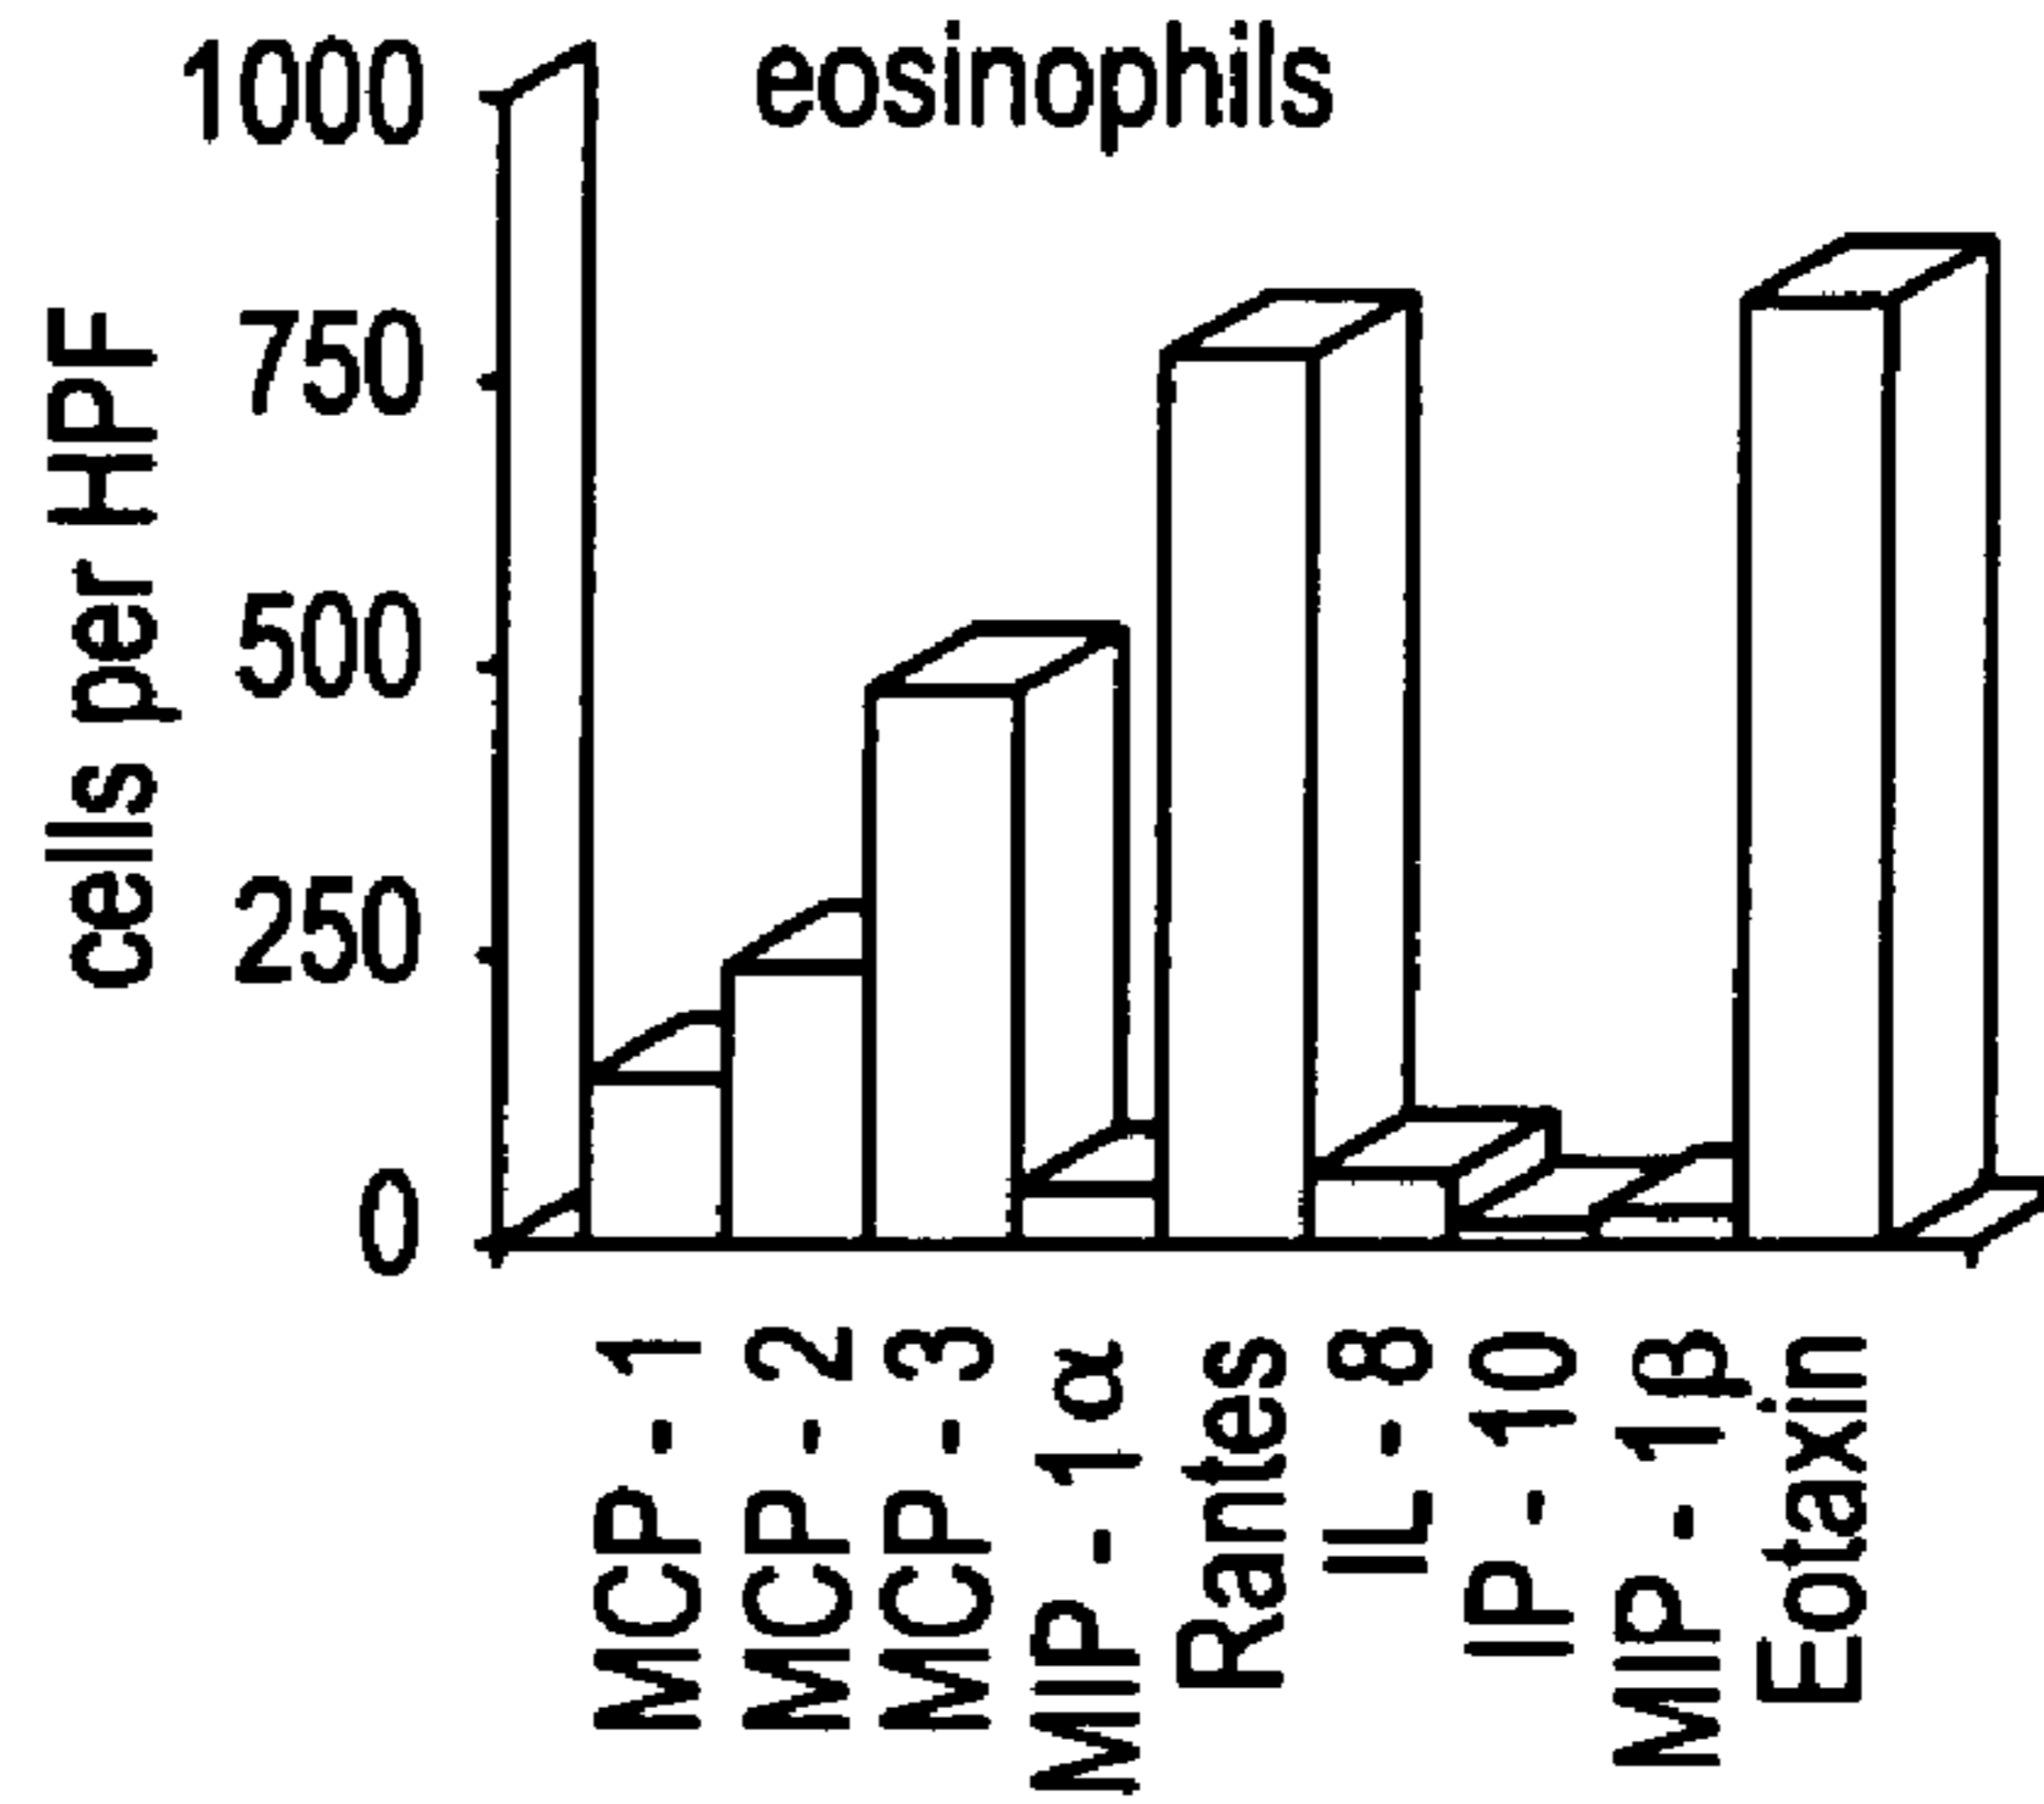 eosinophils
cells per HPF
1000
750
500
250
0
MCP - 1
MCP - 2
MCP - 3
MIP - 1α
Rantes
IL - 8
IP - 10
MIP - 1β
Eotaxin